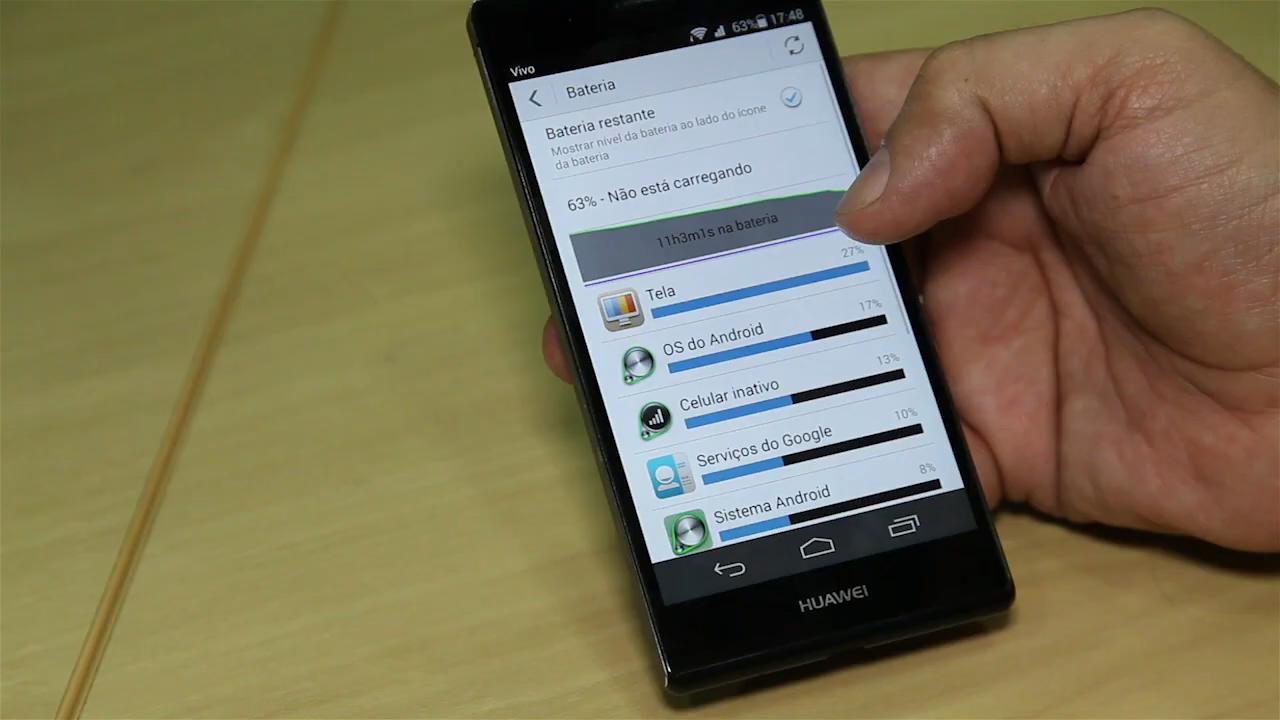 Vivo
63% 17:48
Bateria
Bateria restante
Mostrar nível da bateria ao lado do ícone
da bateria
63% - Não está carregando
11h3m1s na bateria
27%
Tela
17%
OS do Android
13%
Celular inativo
10%
Serviços do Google
8%
Sistema Android
HUAWEI